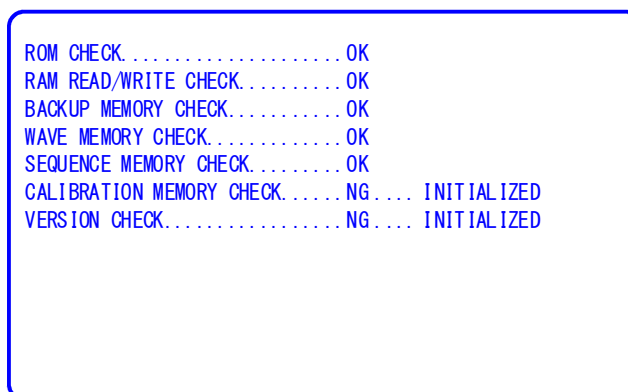 ROM CHECK.....................OK
RAM READ/WRITE CHECK..........OK
BACKUP MEMORY CHECK...........OK
WAVE MEMORY CHECK.............OK
SEQUENCE MEMORY CHECK.........OK
CALIBRATION MEMORY CHECK......NG.... INITIALIZED
VERSION CHECK.................NG.... INITIALIZED